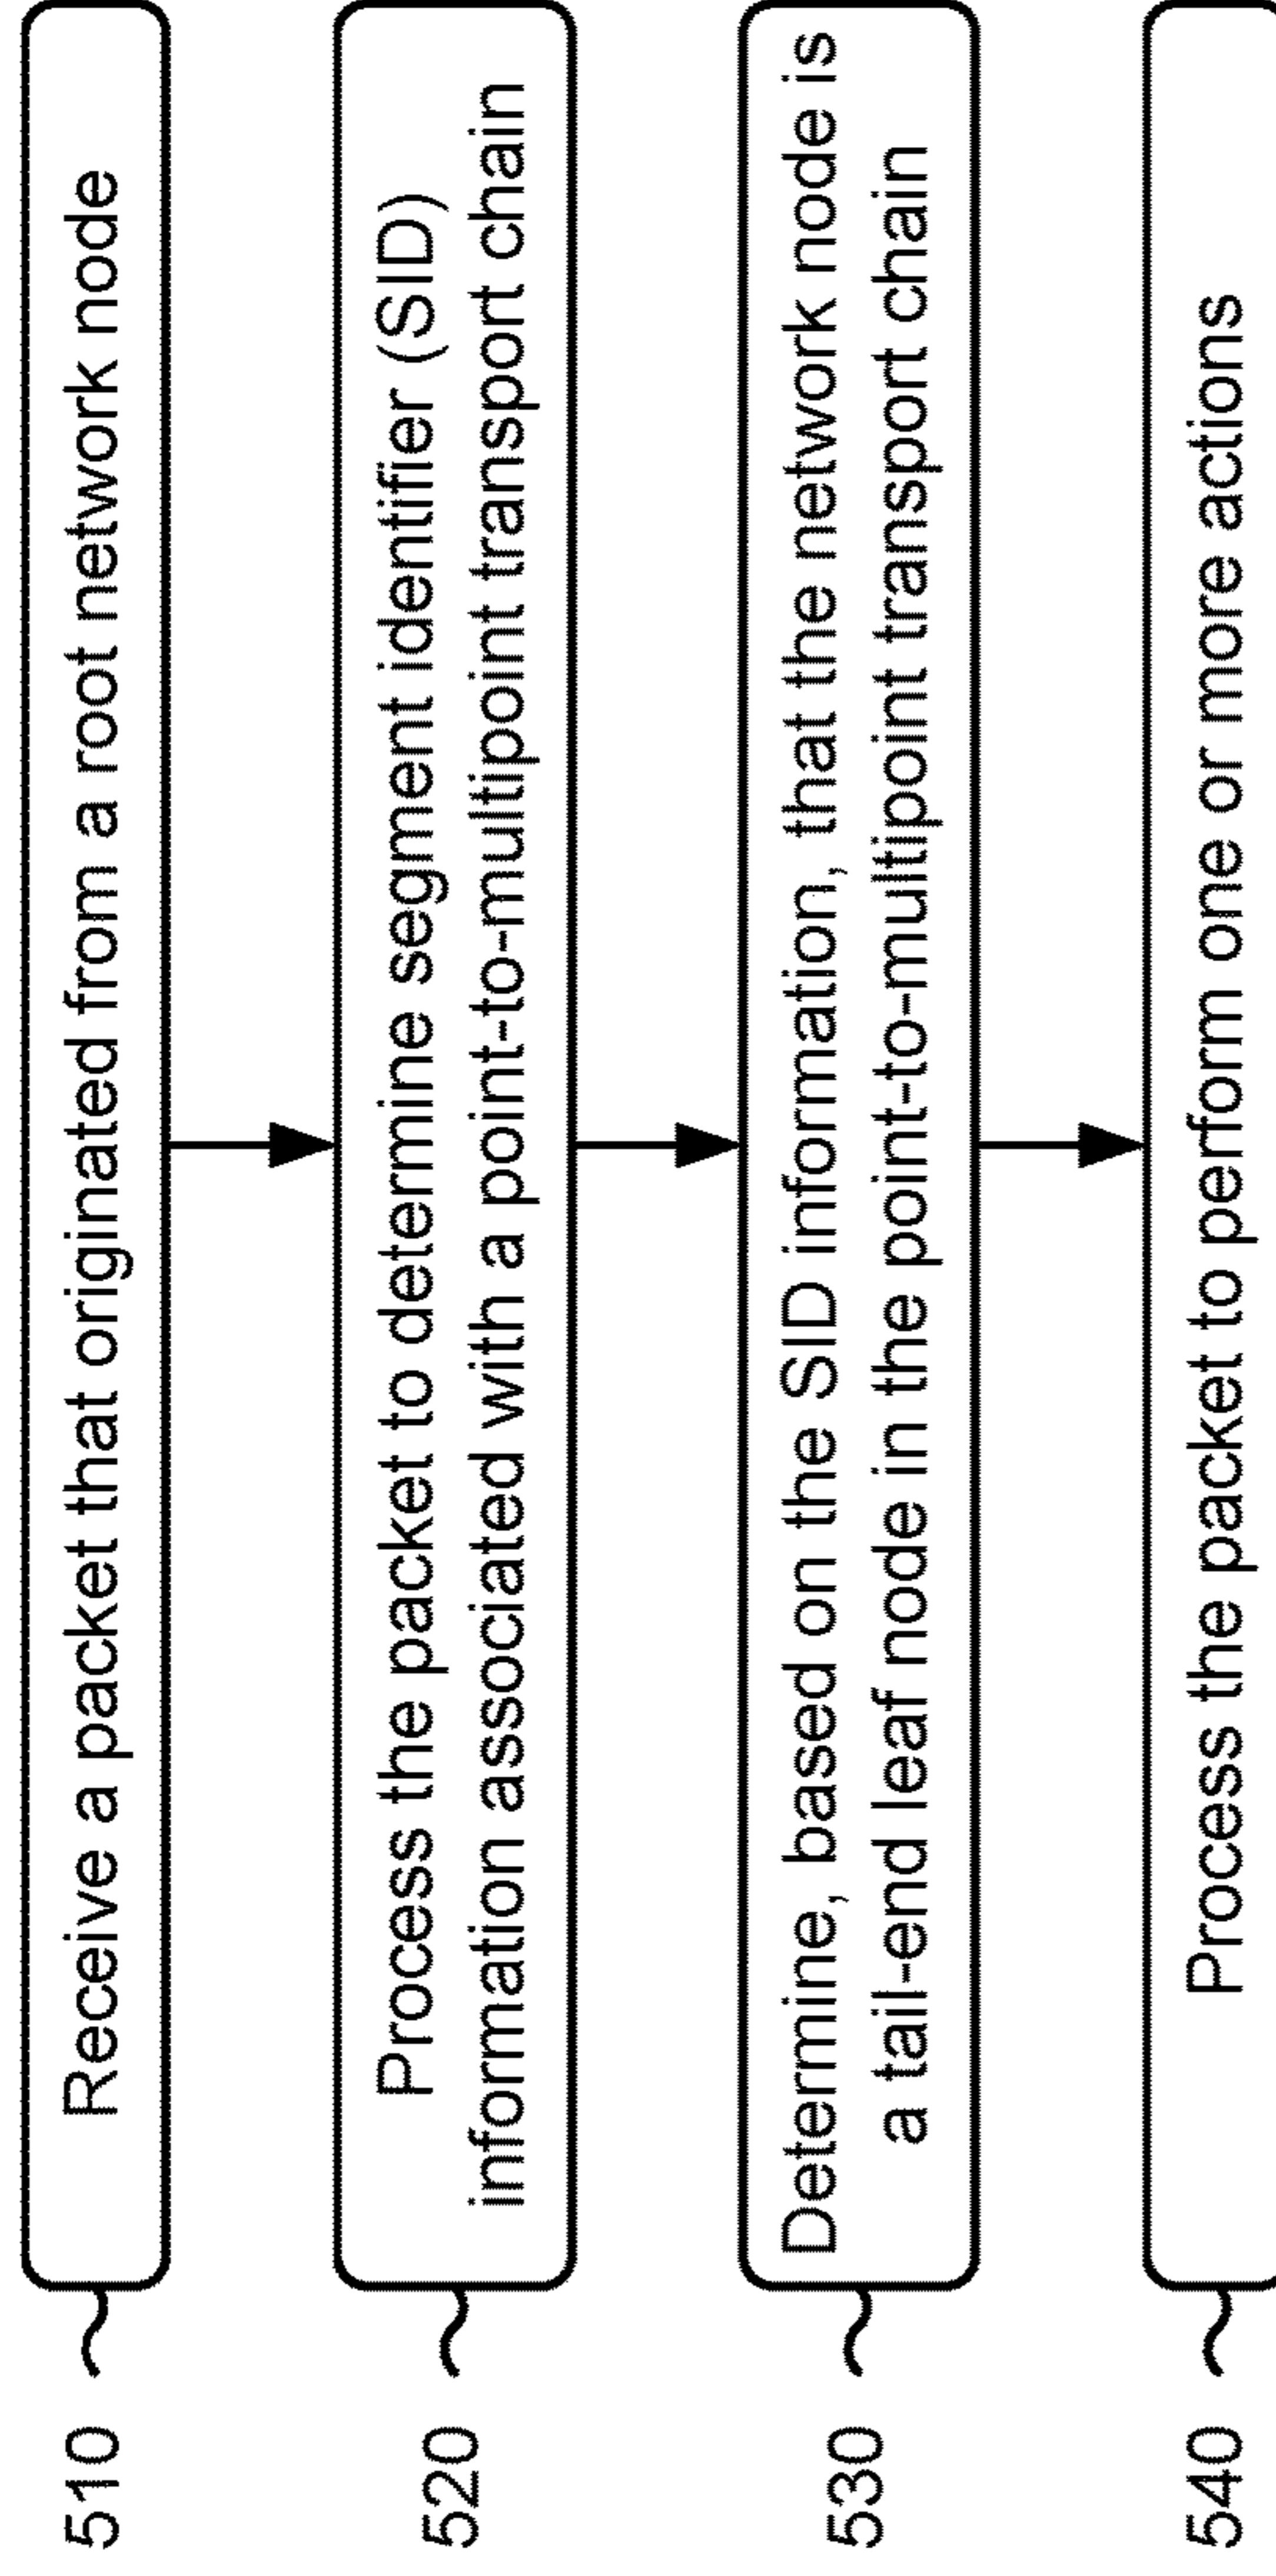 510
Receive a packet that originated from a root network node
520
Process the packet to determine segment identifier (SID)
information associated with a point-to-multipoint transport chain
530
Determine, based on the SID information, that the network node is
a tail-end leaf node in the point-to-multipoint transport chain
540
Process the packet to perform one or more actions